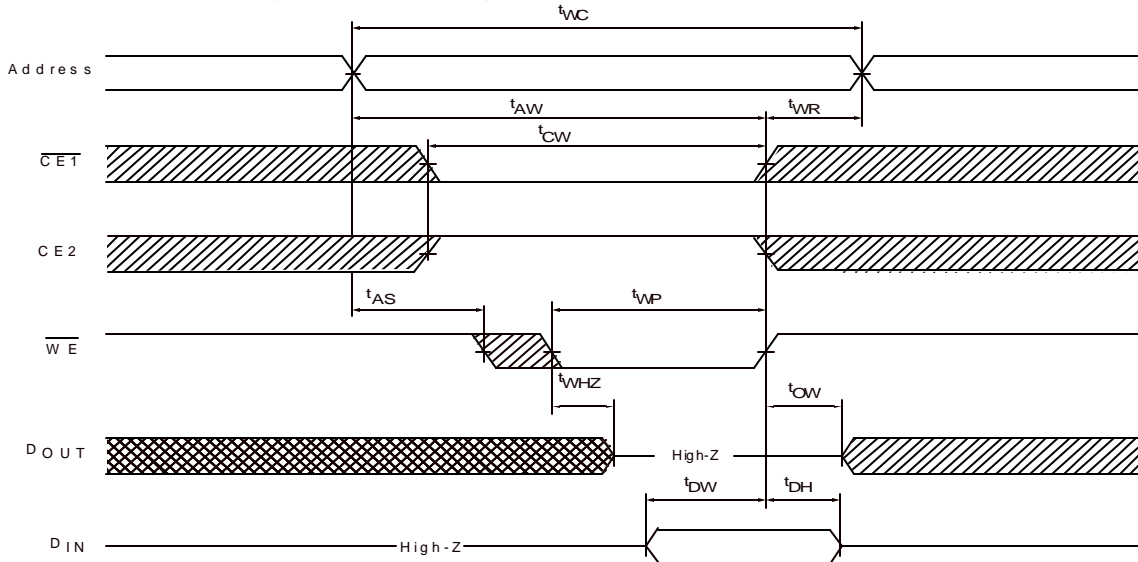 tWC
Address
tAW
tWR
tCW
CE1
CE2
tAS
tWP
WE
tWHZ
tOW
DOUT
High-Z
tDW
tDH
DIN
High-Z